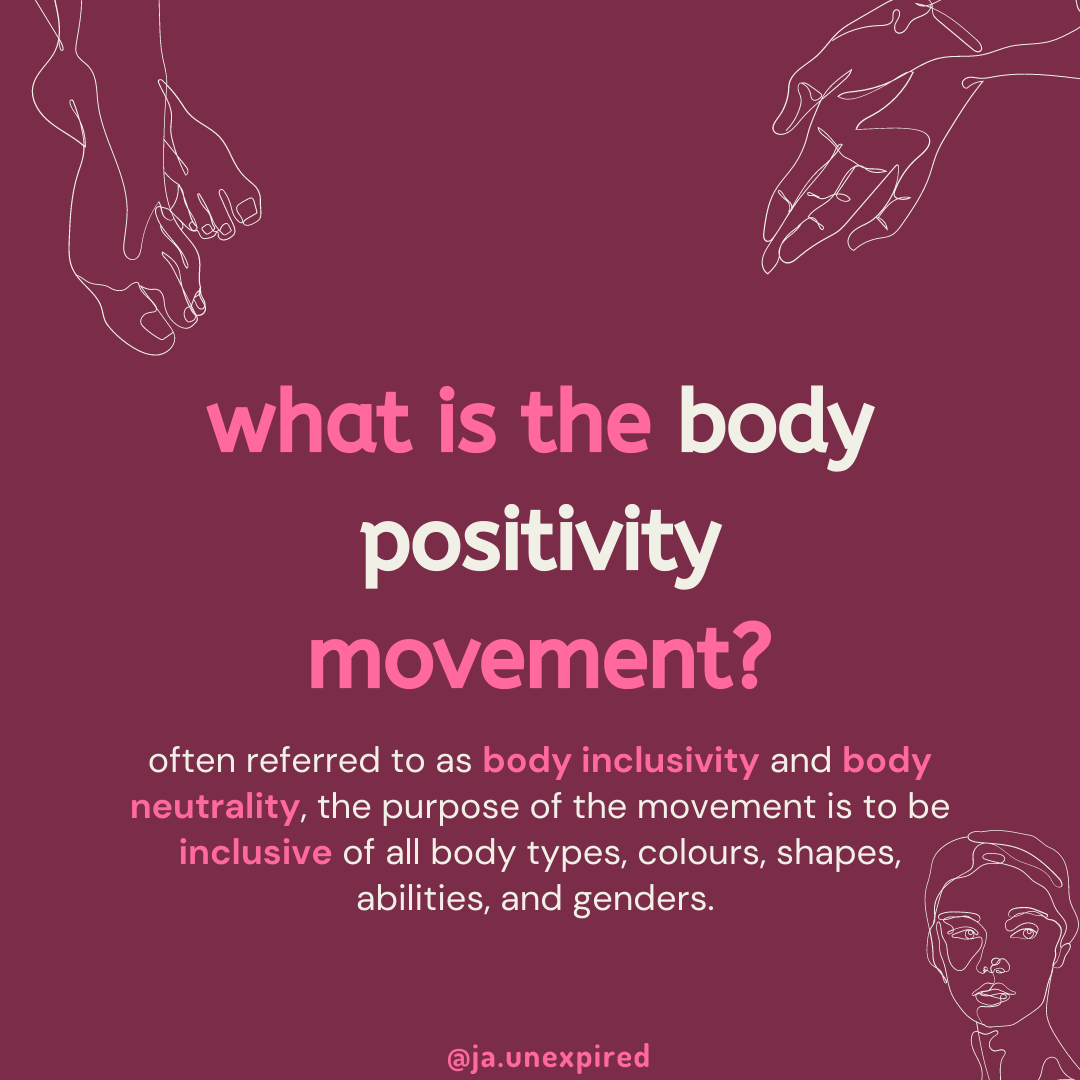 what is the body
positivity
movement?
often referred to as body inclusivity and body
neutrality, the purpose of the movement is to be
inclusive of all body types, colours, shapes,
abilities, and genders.
@ja.unexpired